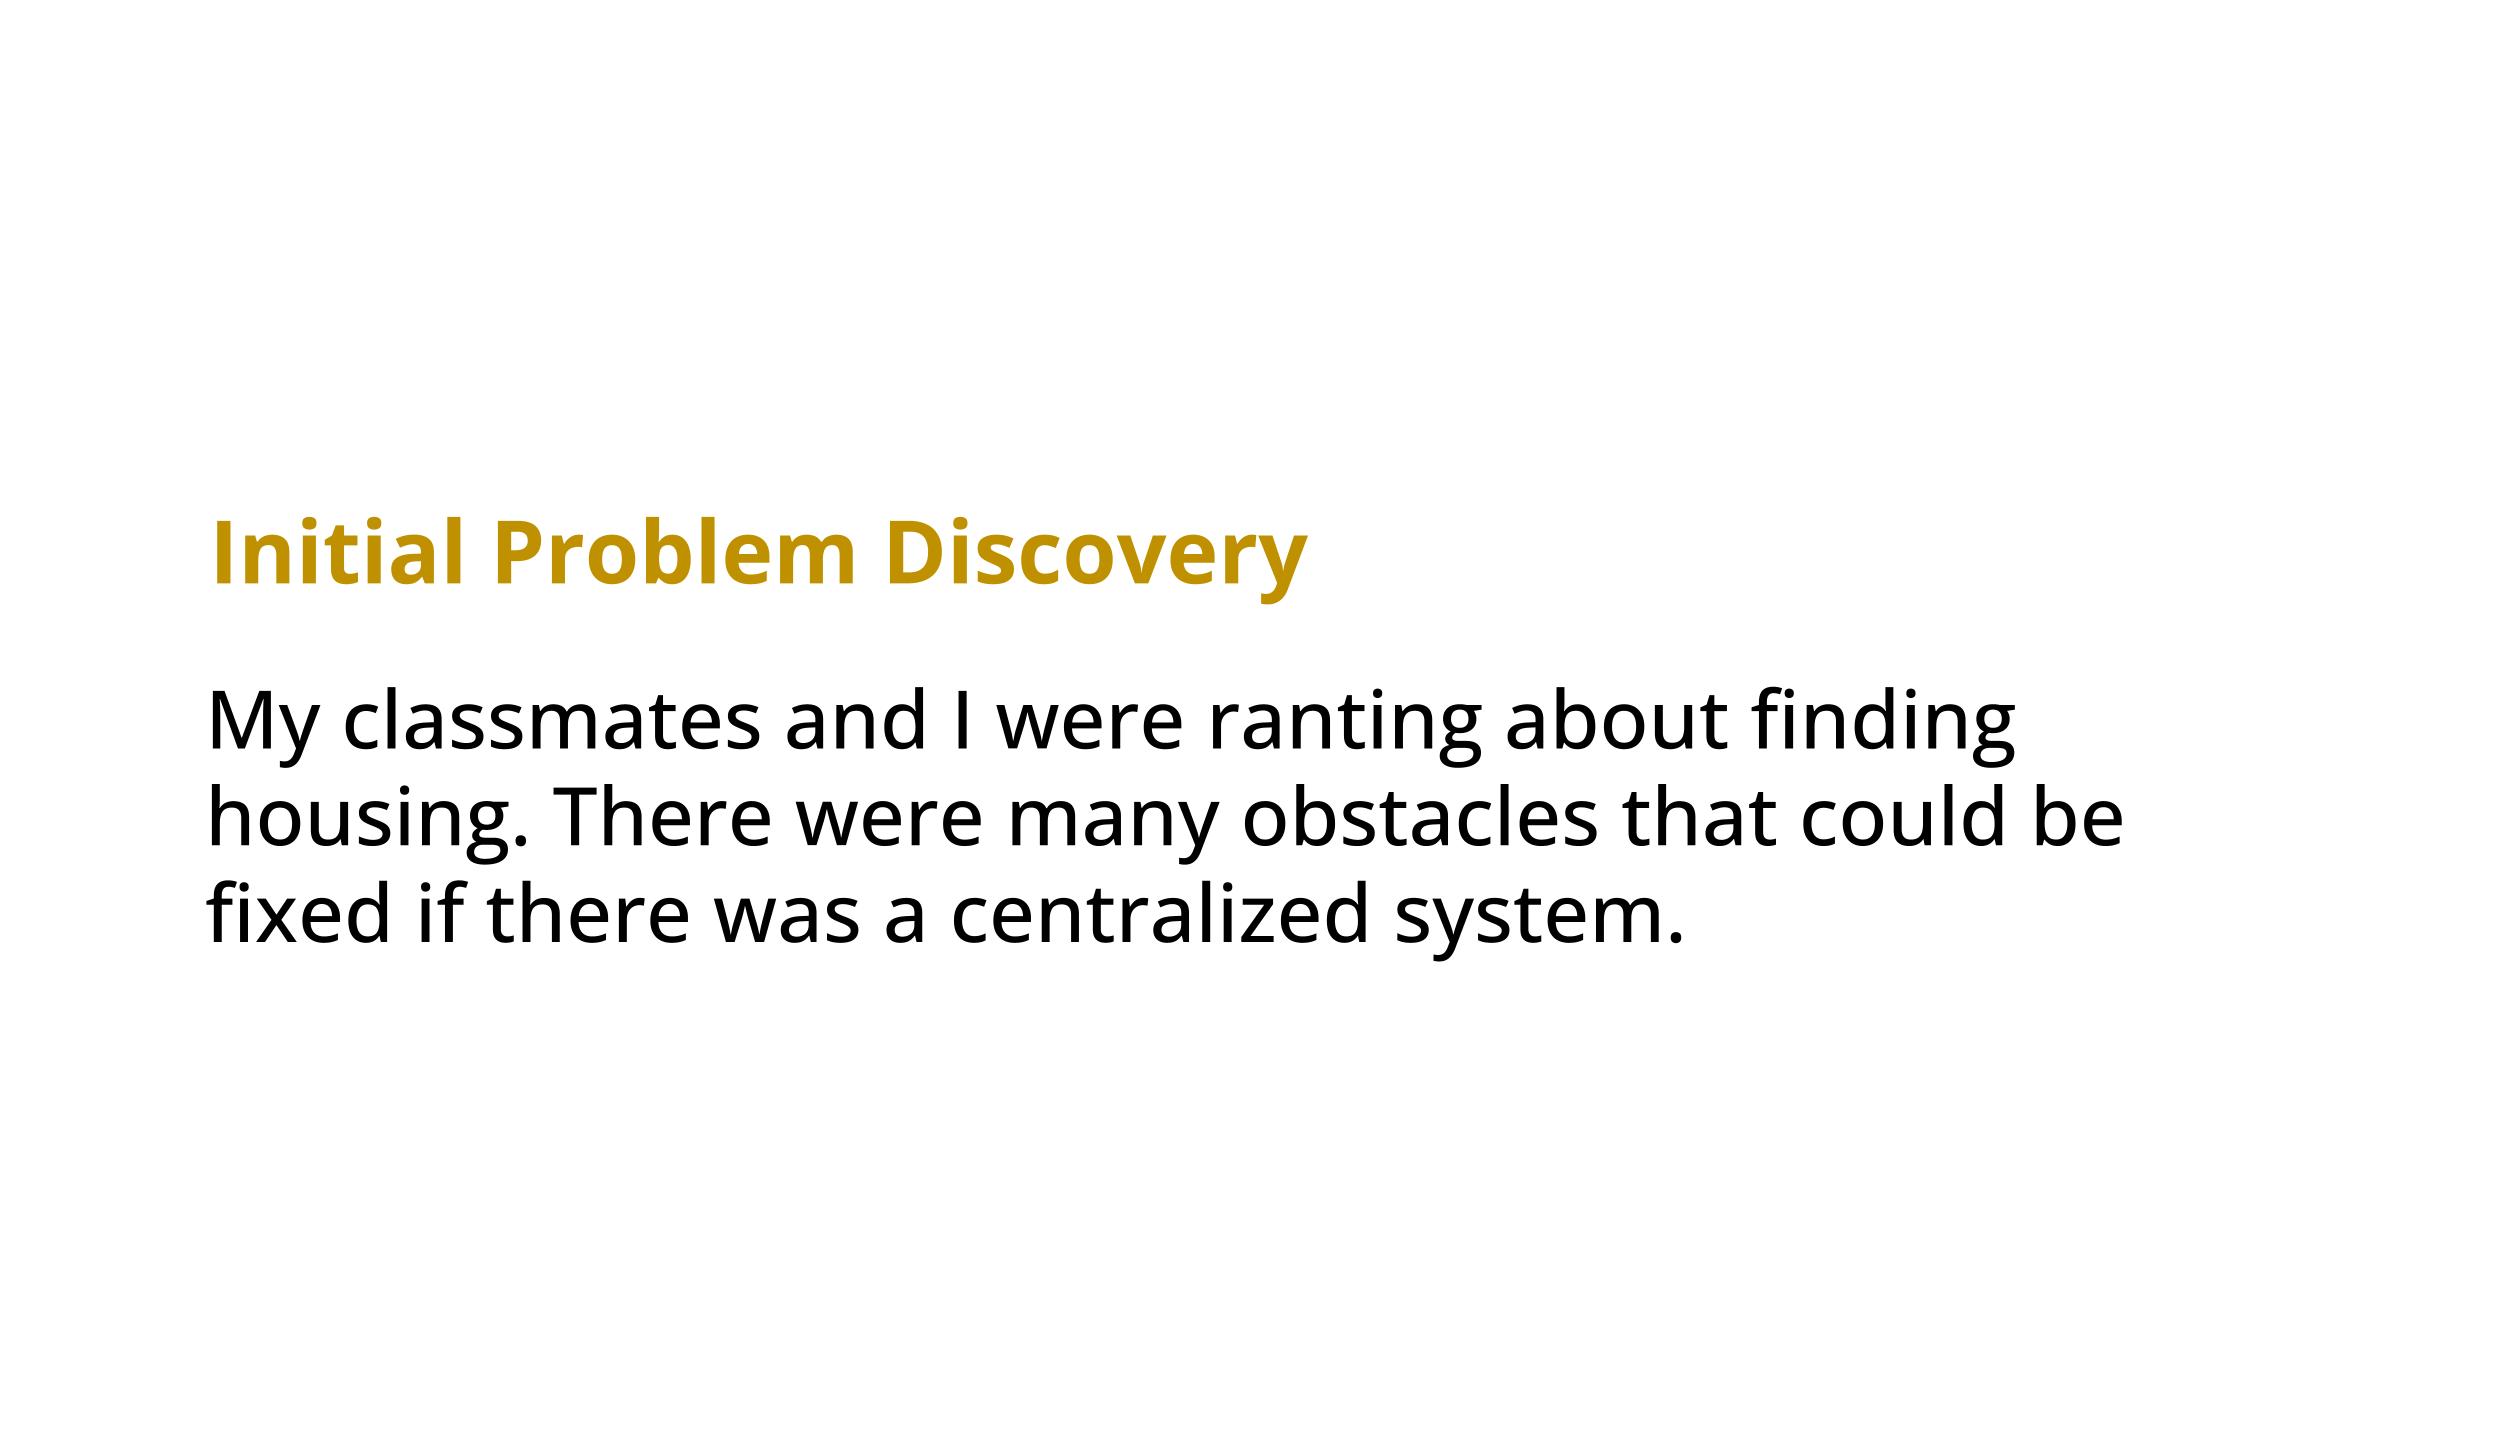 Initial Problem Discovery
My classmates and I were ranting about finding
housing. There were many obstacles that could be
fixed if there was a centralized system.